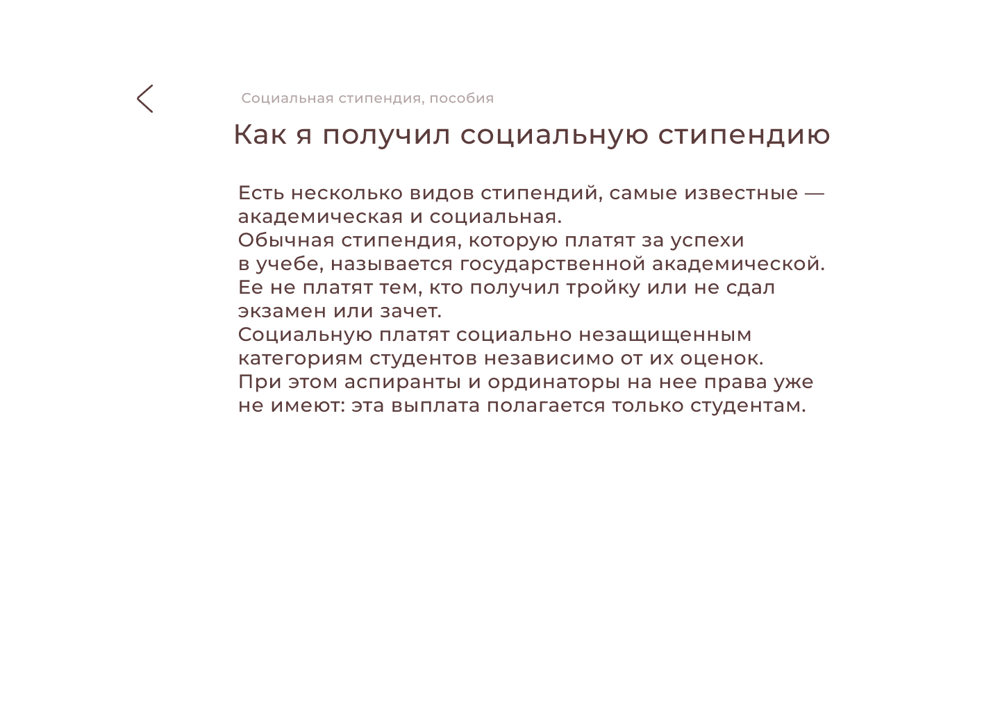 Социальная стипендия, пособия
Как я получил социальную стипендию
Есть несколько видов стипендий, самые известные —
академическая и социальная.
Обычная стипендия, которую платят за успехи
в учебе, называется государственной академической.
Ее не платят тем, кто получил тройку или не сдал
экзамен или зачет.
Социальную платят социально незащищенным
категориям студентов независимо от их оценок.
При этом аспиранты и ординаторы на нее права уже
не имеют: эта выплата полагается только студентам.